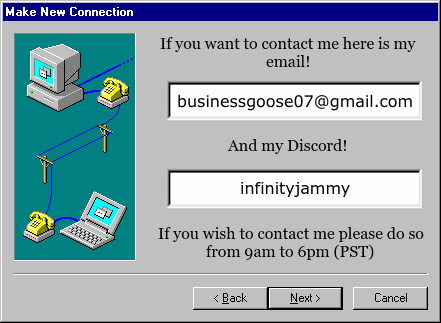 Make New Connection
If you want to contact me here is my
email!
businessgoose07@gmail.com
And my Discord!
infinityjammy
If you wish to contact me please do so
from 9am to 6pm (PST)
< Back
Next >
Cancel